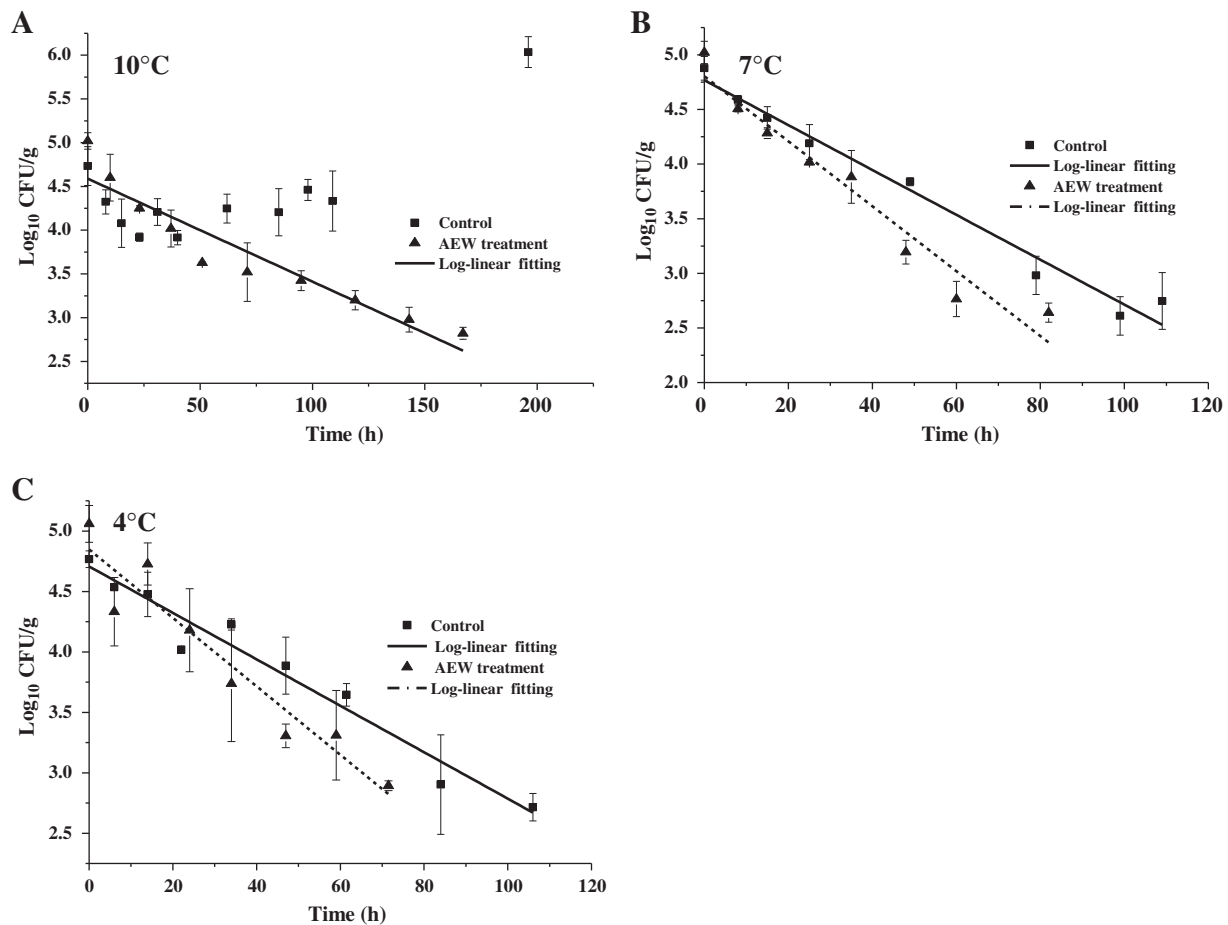 A
10°C
6.0
5.5
5.0
4.5
4.0
3.5
3.0
2.5
Log10 CFU/g
Control
AEW treatment
Log-linear fitting
0 50 100 150 200
Time (h)
B
7°C
5.0
4.5
4.0
3.5
3.0
2.5
2.0
Log10 CFU/g
Control
Log-linear fitting
AEW treatment
Log-linear fitting
0 20 40 60 80 100 120
Time (h)
C
4°C
5.0
4.5
4.0
3.5
3.0
2.5
Log10 CFU/g
Control
Log-linear fitting
AEW treatment
Log-linear fitting
0 20 40 60 80 100 120
Time (h)